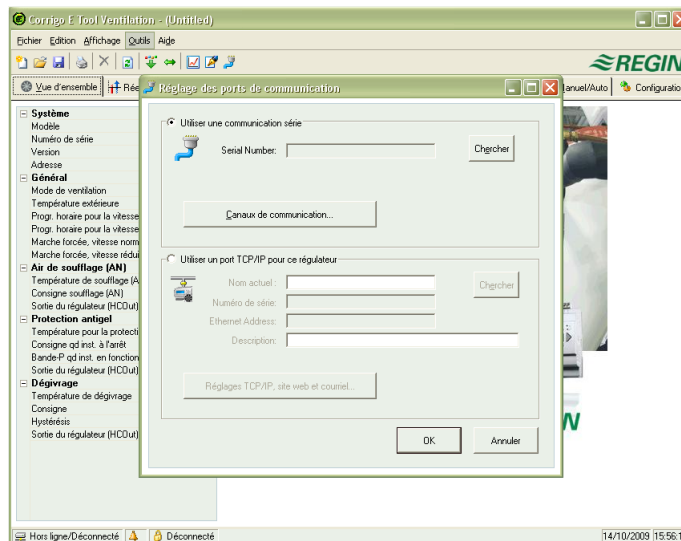 Corrigo E Tool Ventilation - (Untitled)
Fichier Edition Affichage Outils Aide
REGIN
Vue d'ensemble Rée
anuel/Auto Configuratio
Réglage des ports de communication
Système
Modèle
Numéro de série
Version
Adresse
Général
Mode de ventilation
Température extérieure
Progr. horaire pour la vitesse
Progr. horaire pour la vitesse
Marche forcée, vitesse norm
Marche forcée, vitesse rédui
Air de soufflage (AN)
Température de soufflage (A
Consigne soufflage (AN)
Sortie du régulateur (HCOut)
Protection antigel
Température pour la protecti
Consigne qd inst. à l'arrêt
Bande-P qd inst. en fonction
Sortie du régulateur (HCOut)
Dégivrage
Température de dégivrage
Consigne
Hystérésis
Sortie du régulateur (HCOut)
Utiliser une communication série
Serial Number:
Chercher
Canaux de communication...
Utiliser un port TCP/IP pour ce régulateur
Nom actuel :
Chercher
Numéro de série:
Ethernet Address:
Description:
Réglages TCP/IP, site web et courriel...
OK Annuler
N
Hors ligne/Déconnecté Déconnecté 14/10/2009 15:56:1